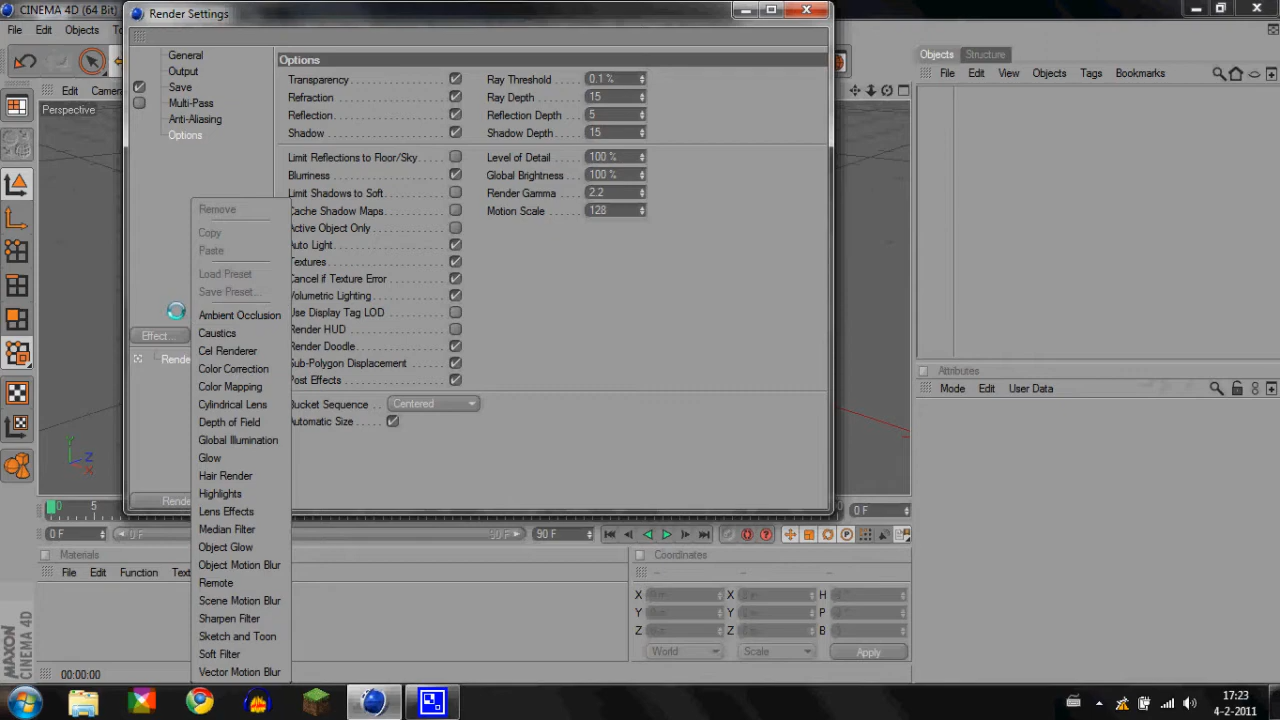 CINEMA 4D (64 Bit)
Render Settings
File Edit Objects
General
Output
Save
Multi-Pass
Anti-Aliasing
Options
Effect...
Edit
Perspective
Options
Transparency
Refraction
Reflection
Shadow
Ray Threshold 0.1 %
Ray Depth 15
Reflection Depth 5
Shadow Depth 15
Limit Reflections to Floor/Sky
Blurriness
Limit Shadows to Soft
Cache Shadow Maps
Active Object Only
Auto Light
Textures
Cancel if Texture Error
Volumetric Lighting
Use Display Tag LOD
Render HUD
Render Doodle
Sub-Polygon Displacement
Post Effects
Level of Detail 100 %
Global Brightness 100 %
Render Gamma 2.2
Motion Scale 128
Bucket Sequence Centered
Automatic Size
Remove
Copy
Paste
Load Preset
Save Preset...
Ambient Occlusion
Caustics
Cel Renderer
Color Correction
Color Mapping
Cylindrical Lens
Depth of Field
Global Illumination
Glow
Hair Render
Highlights
Lens Effects
Median Filter
Object Glow
Object Motion Blur
Remote
Scene Motion Blur
Sharpen Filter
Sketch and Toon
Soft Filter
Vector Motion Blur
Objects Structure
File Edit View Objects Tags Bookmarks
Attributes
Mode Edit User Data
Y
Z
X
0 5
0 F
0 F
0 F
90 F
90 F
Materials
File Edit Function
Coordinates
X X H
Y Y P
Z Z B
World Scale Apply
MAXON
CINEMA 4D
00:00:00
17:23
4-2-2011